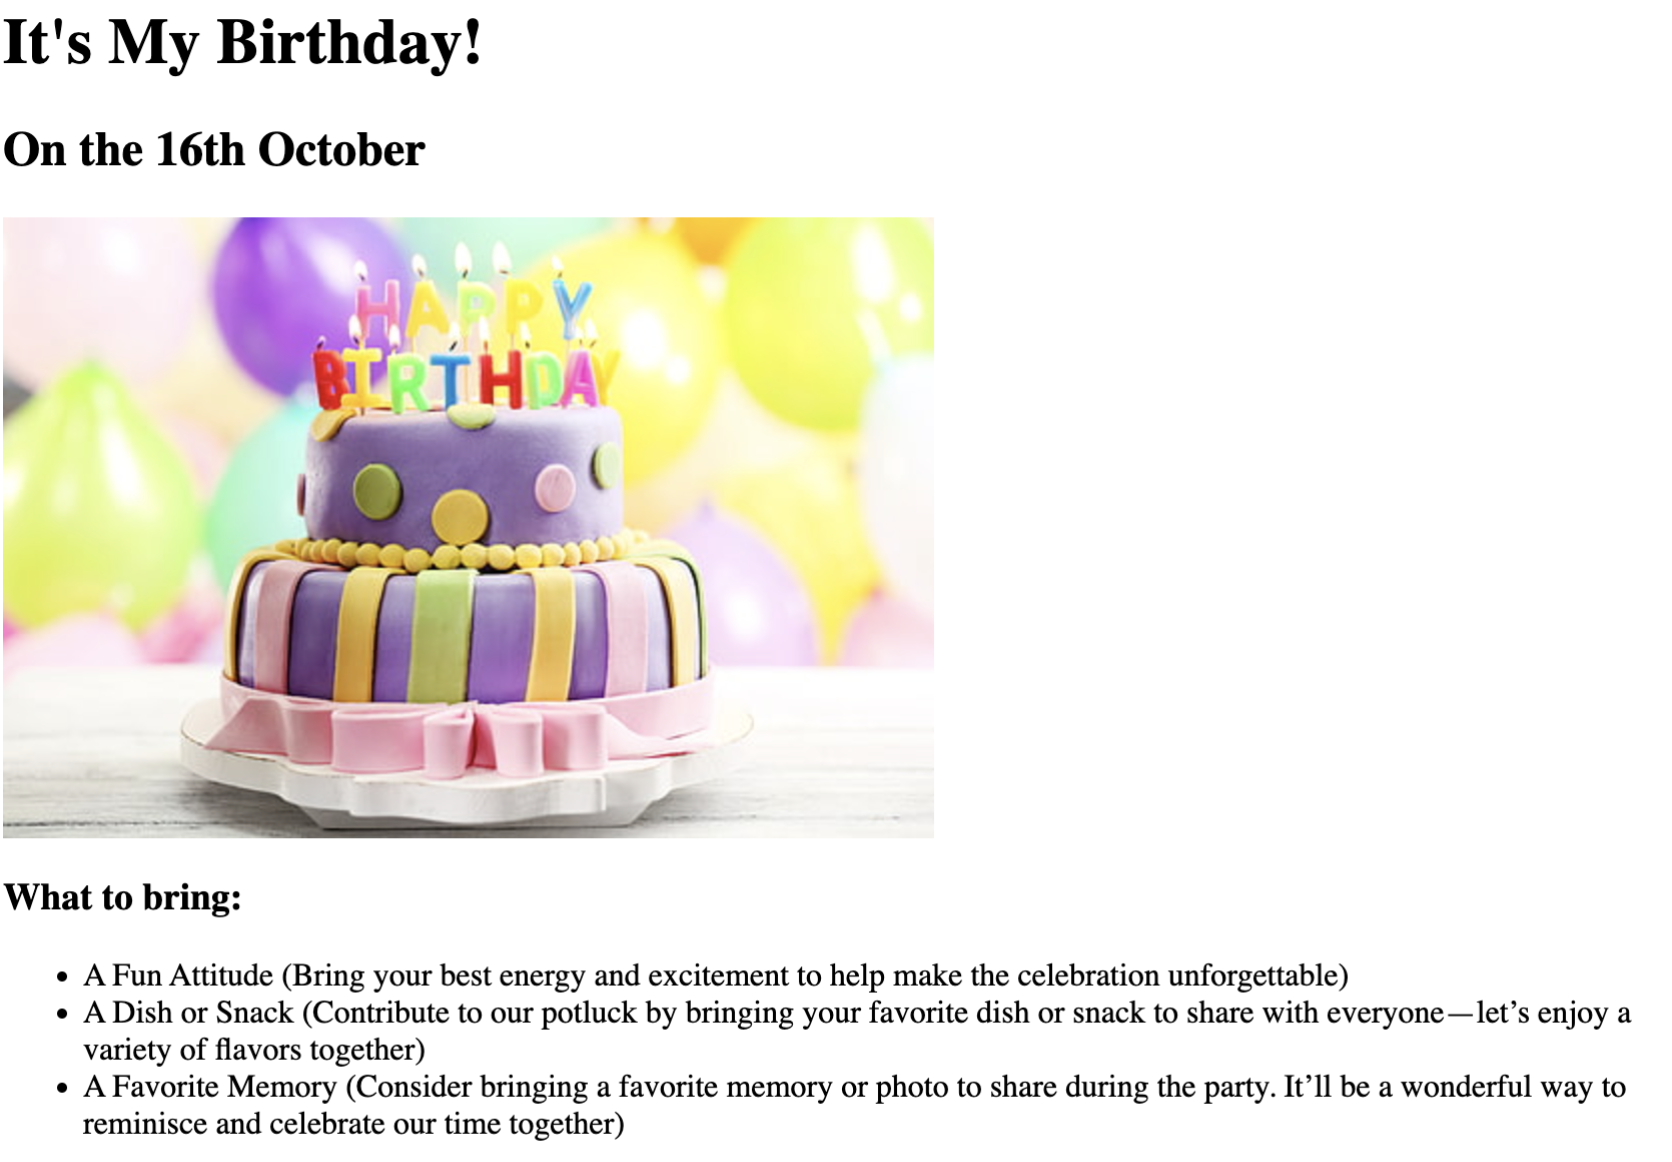 It's My Birthday!
On the 16th October
HAPPY
BIRTHDAY
What to bring:
• A Fun Attitude (Bring your best energy and excitement to help make the celebration unforgettable)
• A Dish or Snack (Contribute to our potluck by bringing your favorite dish or snack to share with everyone—let’s enjoy a
variety of flavors together)
• A Favorite Memory (Consider bringing a favorite memory or photo to share during the party. It’ll be a wonderful way to
reminisce and celebrate our time together)